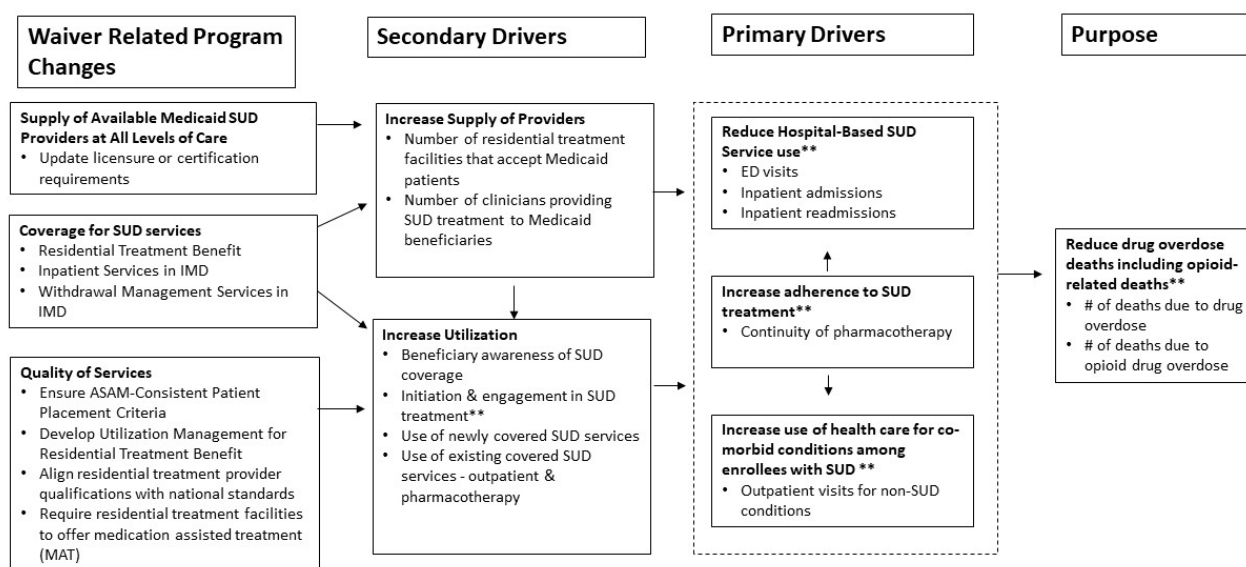 Waiver Related Program
Changes
Secondary Drivers
Primary Drivers
Purpose
Supply of Available Medicaid SUD
Providers at All Levels of Care
• Update licensure or certification
requirements
Coverage for SUD services
• Residential Treatment Benefit
• Inpatient Services in IMD
• Withdrawal Management Services in
IMD
Quality of Services
• Ensure ASAM-Consistent Patient
Placement Criteria
• Develop Utilization Management for
Residential Treatment Benefit
• Align residential treatment provider
qualifications with national standards
• Require residential treatment facilities
to offer medication assisted treatment
(MAT)
Increase Supply of Providers
• Number of residential treatment
facilities that accept Medicaid
patients
• Number of clinicians providing
SUD treatment to Medicaid
beneficiaries
Increase Utilization
• Beneficiary awareness of SUD
coverage
• Initiation & engagement in SUD
treatment**
• Use of newly covered SUD services
• Use of existing covered SUD
services - outpatient &
pharmacotherapy
Reduce Hospital-Based SUD
Service use**
• ED visits
• Inpatient admissions
• Inpatient readmissions
Increase adherence to SUD
treatment**
• Continuity of pharmacotherapy
Increase use of health care for co-
morbid conditions among
enrollees with SUD **
• Outpatient visits for non-SUD
conditions
Reduce drug overdose
deaths including opioid-
related deaths**
• # of deaths due to drug
overdose
• # of deaths due to
opioid drug overdose